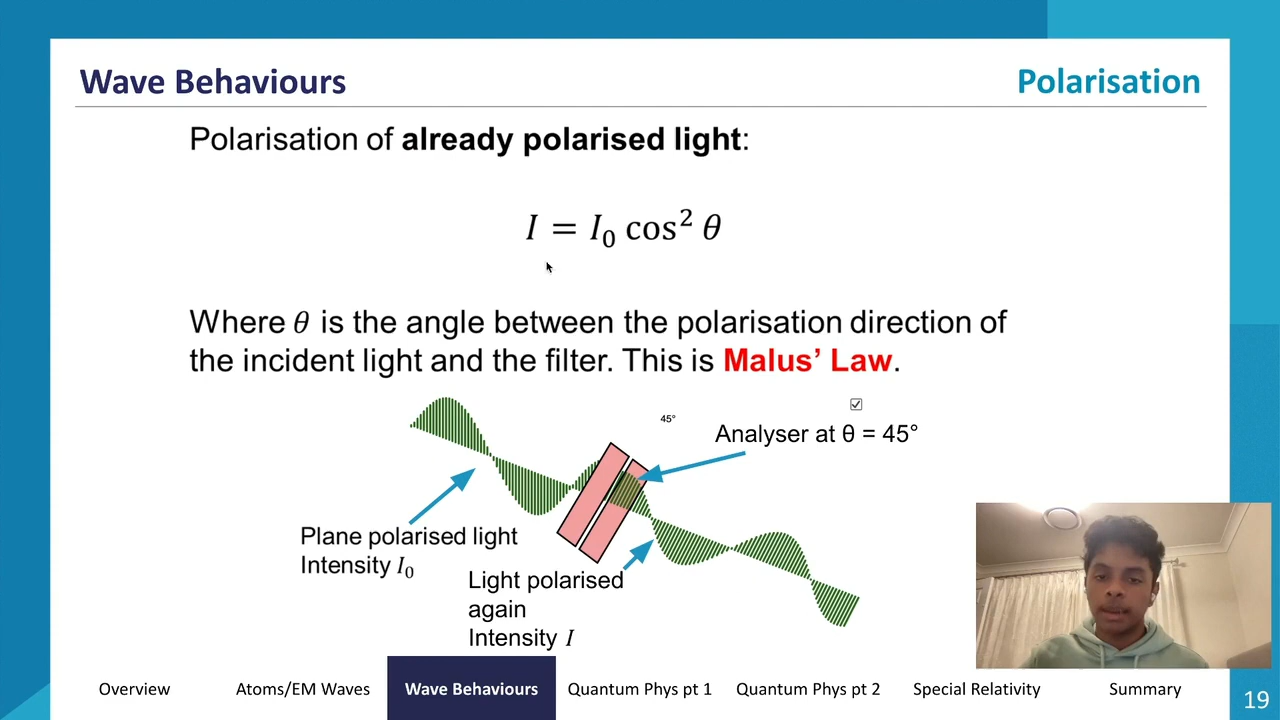 Wave Behaviours
Polarisation
Polarisation of already polarised light:
I = I₀ cos² θ
Where θ is the angle between the polarisation direction of
the incident light and the filter. This is Malus’ Law.
45°
Analyser at θ = 45°
Plane polarised light
Intensity I₀
Light polarised
again
Intensity I
Overview
Atoms/EM Waves
Wave Behaviours
Quantum Phys pt 1
Quantum Phys pt 2
Special Relativity
Summary
19